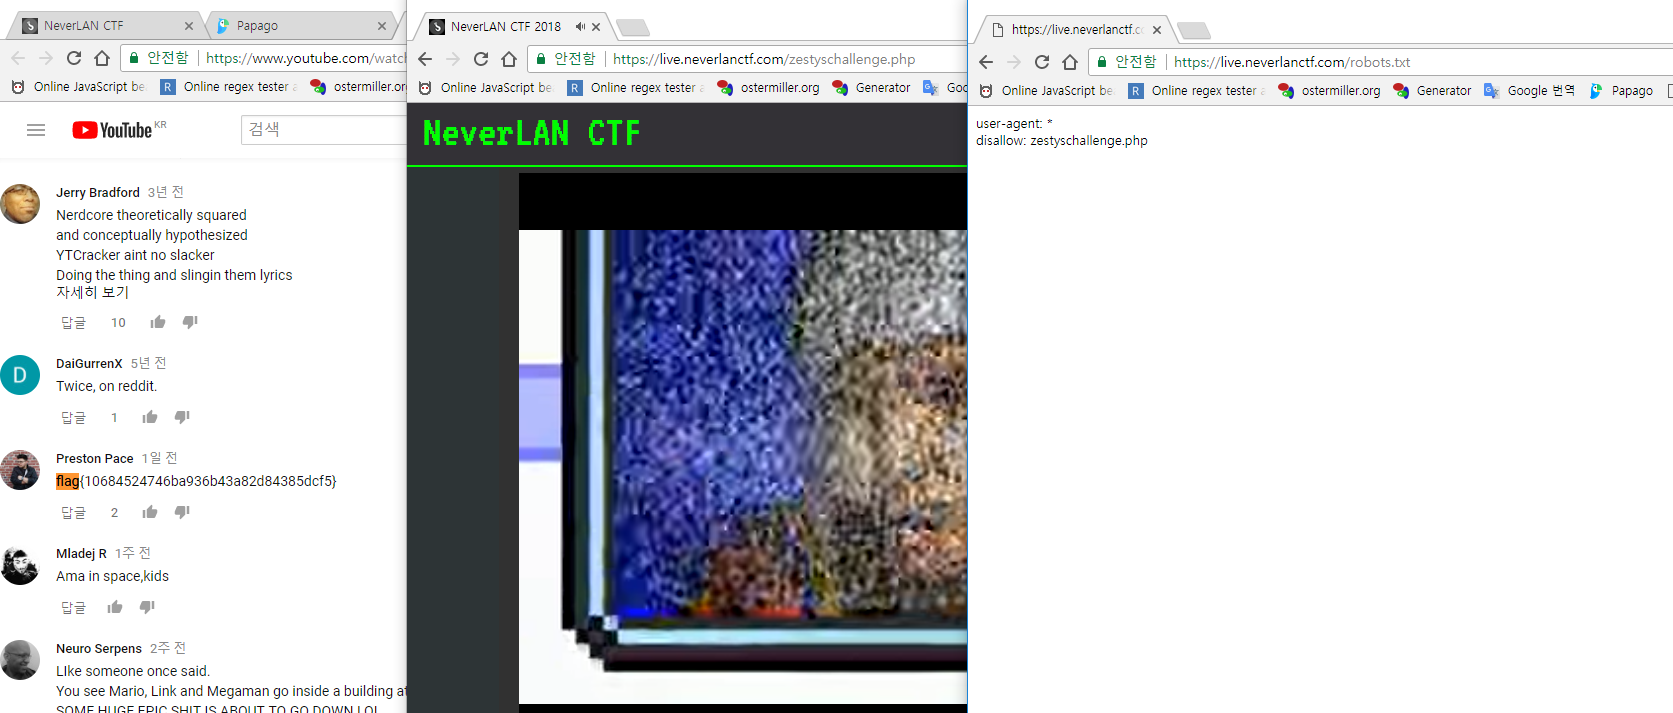 NeverLAN CTF
Papago
안전함
https://www.youtube.com/watch
Online JavaScript be
Online regex tester a
ostermiller.org
YouTube KR
검색
Jerry Bradford 3년 전
Nerdcore theoretically squared
and conceptually hypothesized
YTCracker aint no slacker
Doing the thing and slingin them lyrics
자세히 보기
답글 10
D
DaiGurrenX 5년 전
Twice, on reddit.
답글 1
Preston Pace 1일 전
flag{10684524746ba936b43a82d84385dcf5}
답글 2
Mladej R 1주 전
Ama in space,kids
답글
Neuro Serpens 2주 전
LIke someone once said.
You see Mario, Link and Megaman go inside a building at
SOME HUGE EPIC SHIT IS ABOUT TO GO DOWN LOL
NeverLAN CTF 2018
안전함
https://live.neverlanctf.com/zestyschallenge.php
Online JavaScript be
R
Online regex tester a
ostermiller.org
Generator
Goo
NeverLAN CTF
https://live.neverlanctf.co
안전함
https://live.neverlanctf.com/robots.txt
Online JavaScript be
R
Online regex tester a
ostermiller.org
Generator
Google 번역
Papago
user-agent: *
disallow: zestyschallenge.php